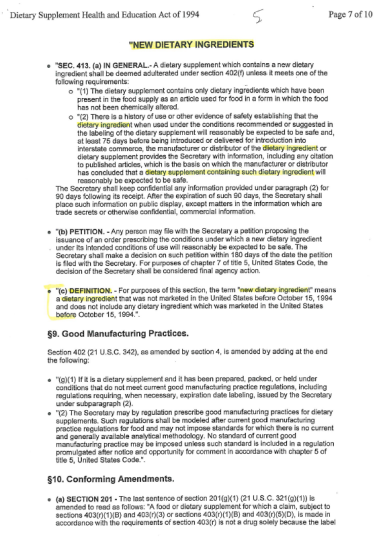 Dietary Supplement Health and Education Act of 1994
5
Page 7 of 10
"NEW DIETARY INGREDIENTS
• "SEC. 413. (a) IN GENERAL.- A dietary supplement which contains a new dietary
ingredient shall be deemed adulterated under section 402(f) unless it meets one of the
following requirements:
o "(1) The dietary supplement contains only dietary ingredients which have been
present in the food supply as an article used for food in a form in which the food
has not been chemically altered.
o "(2) There is a history of use or other evidence of safety establishing that the
dietary ingredient when used under the conditions recommended or suggested in
the labeling of the dietary supplement will reasonably be expected to be safe and,
at least 75 days before being introduced or delivered for introduction into
interstate commerce, the manufacturer or distributor of the dietary ingredient or
dietary supplement provides the Secretary with information, including any citation
to published articles, which is the basis on which the manufacturer or distributor
has concluded that a dietary supplement containing such dietary ingredient will
reasonably be expected to be safe.
The Secretary shall keep confidential any information provided under paragraph (2) for
90 days following its receipt. After the expiration of such 90 days, the Secretary shall
place such information on public display, except matters in the information which are
trade secrets or otherwise confidential, commercial information.
• "(b) PETITION. - Any person may file with the Secretary a petition proposing the
issuance of an order prescribing the conditions under which a new dietary ingredient
under its intended conditions of use will reasonably be expected to be safe. The
Secretary shall make a decision on such petition within 180 days of the date the petition
is filed with the Secretary. For purposes of chapter 7 of title 5, United States Code, the
decision of the Secretary shall be considered final agency action.
• "(c) DEFINITION. - For purposes of this section, the term "new dietary ingredient" means
a dietary ingredient that was not marketed in the United States before October 15, 1994
and does not include any dietary ingredient which was marketed in the United States
before October 15, 1994.".
§9. Good Manufacturing Practices.
Section 402 (21 U.S.C. 342), as amended by section 4, is amended by adding at the end
the following:
• "(g)(1) If it is a dietary supplement and it has been prepared, packed, or held under
conditions that do not meet current good manufacturing practice regulations, including
regulations requiring, when necessary, expiration date labeling, issued by the Secretary
under subparagraph (2).
• "(2) The Secretary may by regulation prescribe good manufacturing practices for dietary
supplements. Such regulations shall be modeled after current good manufacturing
practice regulations for food and may not impose standards for which there is no current
and generally available analytical methodology. No standard of current good
manufacturing practice may be imposed unless such standard is included in a regulation
promulgated after notice and opportunity for comment in accordance with chapter 5 of
title 5, United States Code.".
§10. Conforming Amendments.
• (a) SECTION 201 - The last sentence of section 201(g)(1) (21 U.S.C. 321(g)(1)) is
amended to read as follows: "A food or dietary supplement for which a claim, subject to
sections 403(r)(1)(B) and 403(r)(3) or sections 403(r)(1)(B) and 403(r)(5)(D), is made in
accordance with the requirements of section 403(r) is not a drug solely because the label